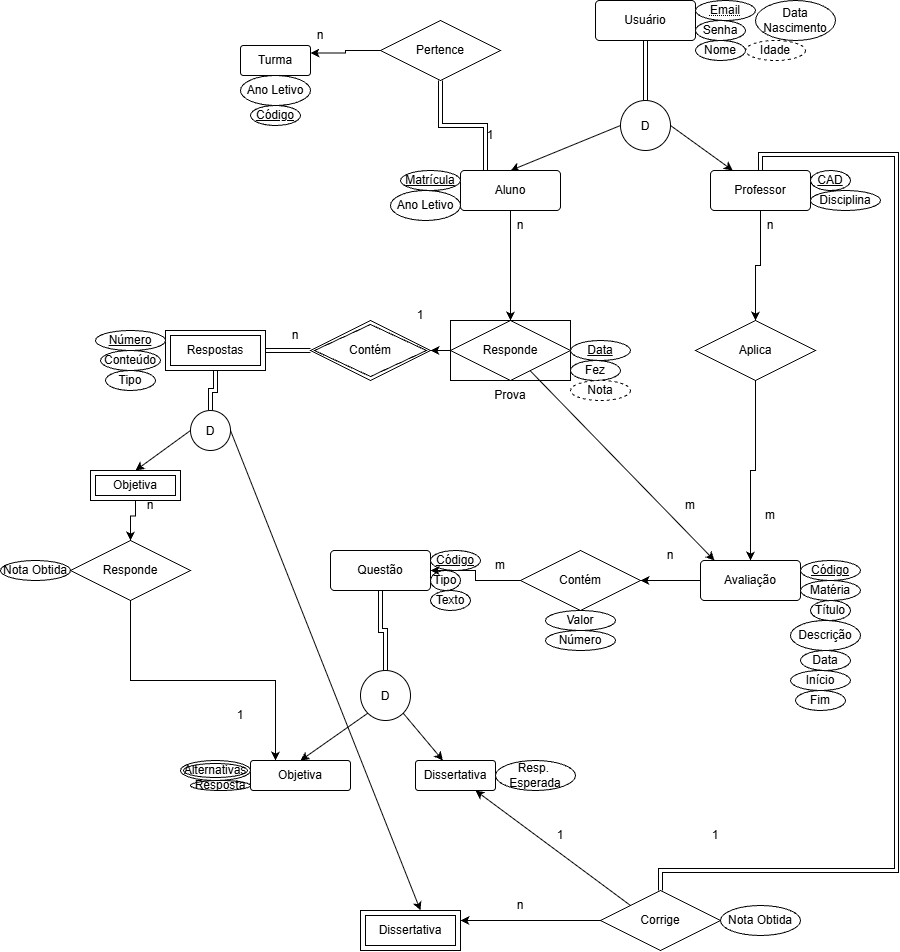 Usuário
Email
Senha
Nome
Data
Nascimento
Idade
n
Pertence
Turma
Ano Letivo
Código
1
D
Matrícula
Ano Letivo
Aluno
n
Professor
CAD
Disciplina
n
Número
Conteúdo
Tipo
Respostas
n
Contém
1
Responde
Data
Fez
Nota
Prova
Aplica
D
Objetiva
n
Nota Obtida
Responde
1
m
m
Questão
Código
Tipo
Texto
m
Contém
Valor
Número
n
Avaliação
Código
Matéria
Título
Descrição
Data
Início
Fim
D
Alternativas
Resposta
Objetiva
Dissertativa
Resp.
Esperada
1
1
Dissertativa
n
Corrige
Nota Obtida